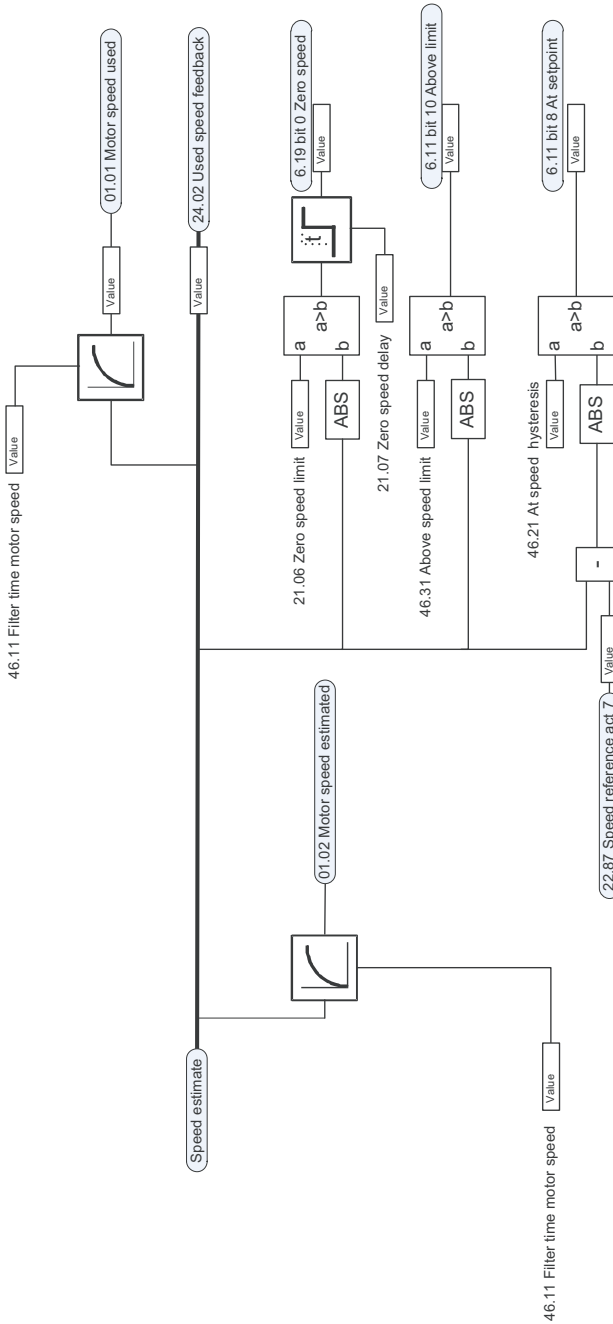 46.11 Filter time motor speed
Value
Value
01.01 Motor speed used
Speed estimate
Value
24.02 Used speed feedback
46.11 Filter time motor speed
Value
01.02 Motor speed estimated
21.06 Zero speed limit
Value
ABS
a
a>b
b
t
21.07 Zero speed delay
Value
Value
6.19 bit 0 Zero speed
46.31 Above speed limit
Value
ABS
a
a>b
b
Value
6.11 bit 10 Above limit
46.21 At speed hysteresis
Value
22.87 Speed reference act 7
Value
-
ABS
a
a>b
b
Value
6.11 bit 8 At setpoint